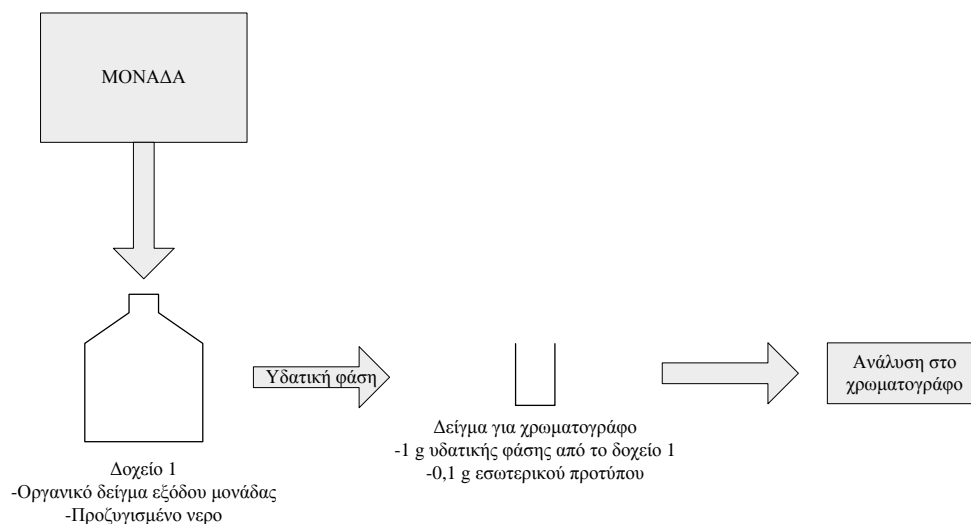 ΜΟΝΑΔΑ
Υδατική φάση
Ανάλυση στο
χρωματογράφο
Δοχείο 1
-Οργανικό δείγμα εξόδου μονάδας
-Προζυγισμένο νερο
Δείγμα για χρωματογράφο
-1 g υδατικής φάσης από το δοχείο 1
-0,1 g εσωτερικού προτύπου